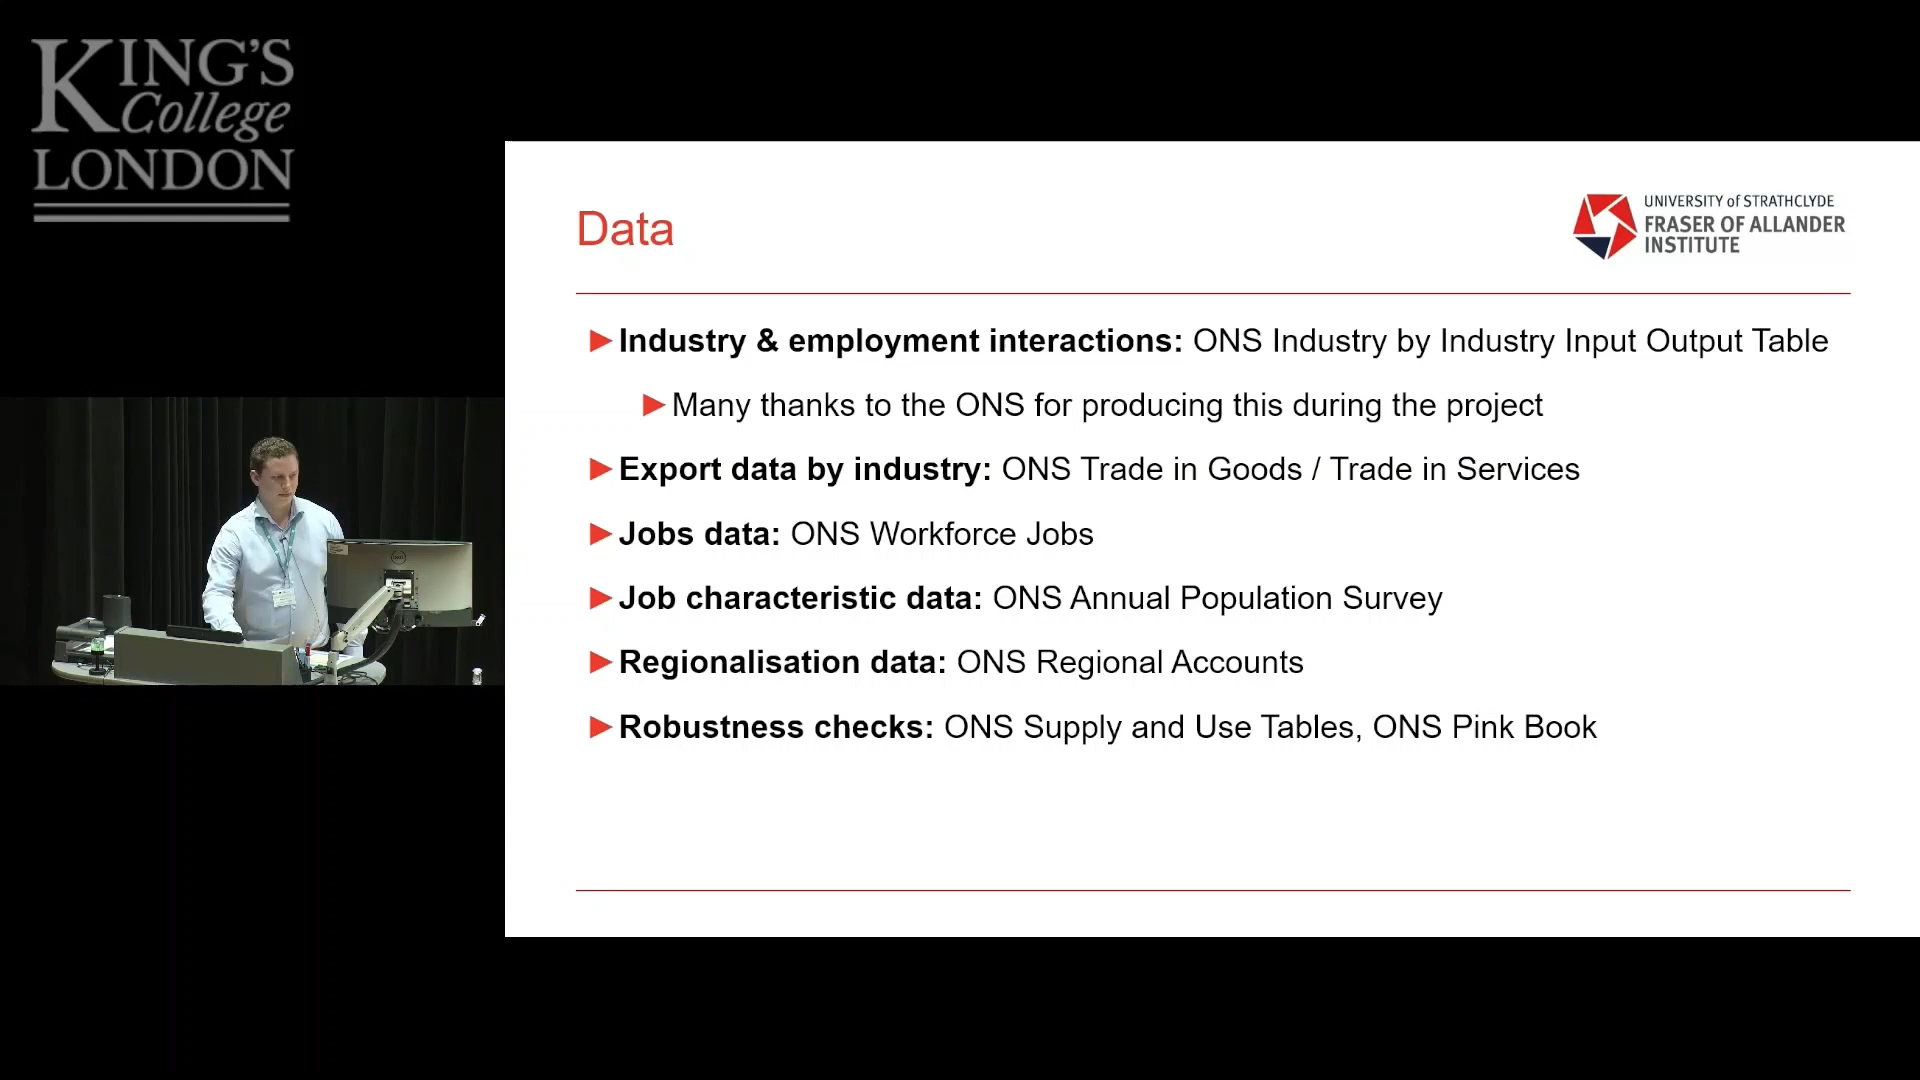 KING'S
College
LONDON
Data
UNIVERSITY of STRATHCLYDE
FRASER OF ALLANDER
INSTITUTE
Industry & employment interactions: ONS Industry by Industry Input Output Table
Many thanks to the ONS for producing this during the project
Export data by industry: ONS Trade in Goods / Trade in Services
Jobs data: ONS Workforce Jobs
Job characteristic data: ONS Annual Population Survey
Regionalisation data: ONS Regional Accounts
Robustness checks: ONS Supply and Use Tables, ONS Pink Book